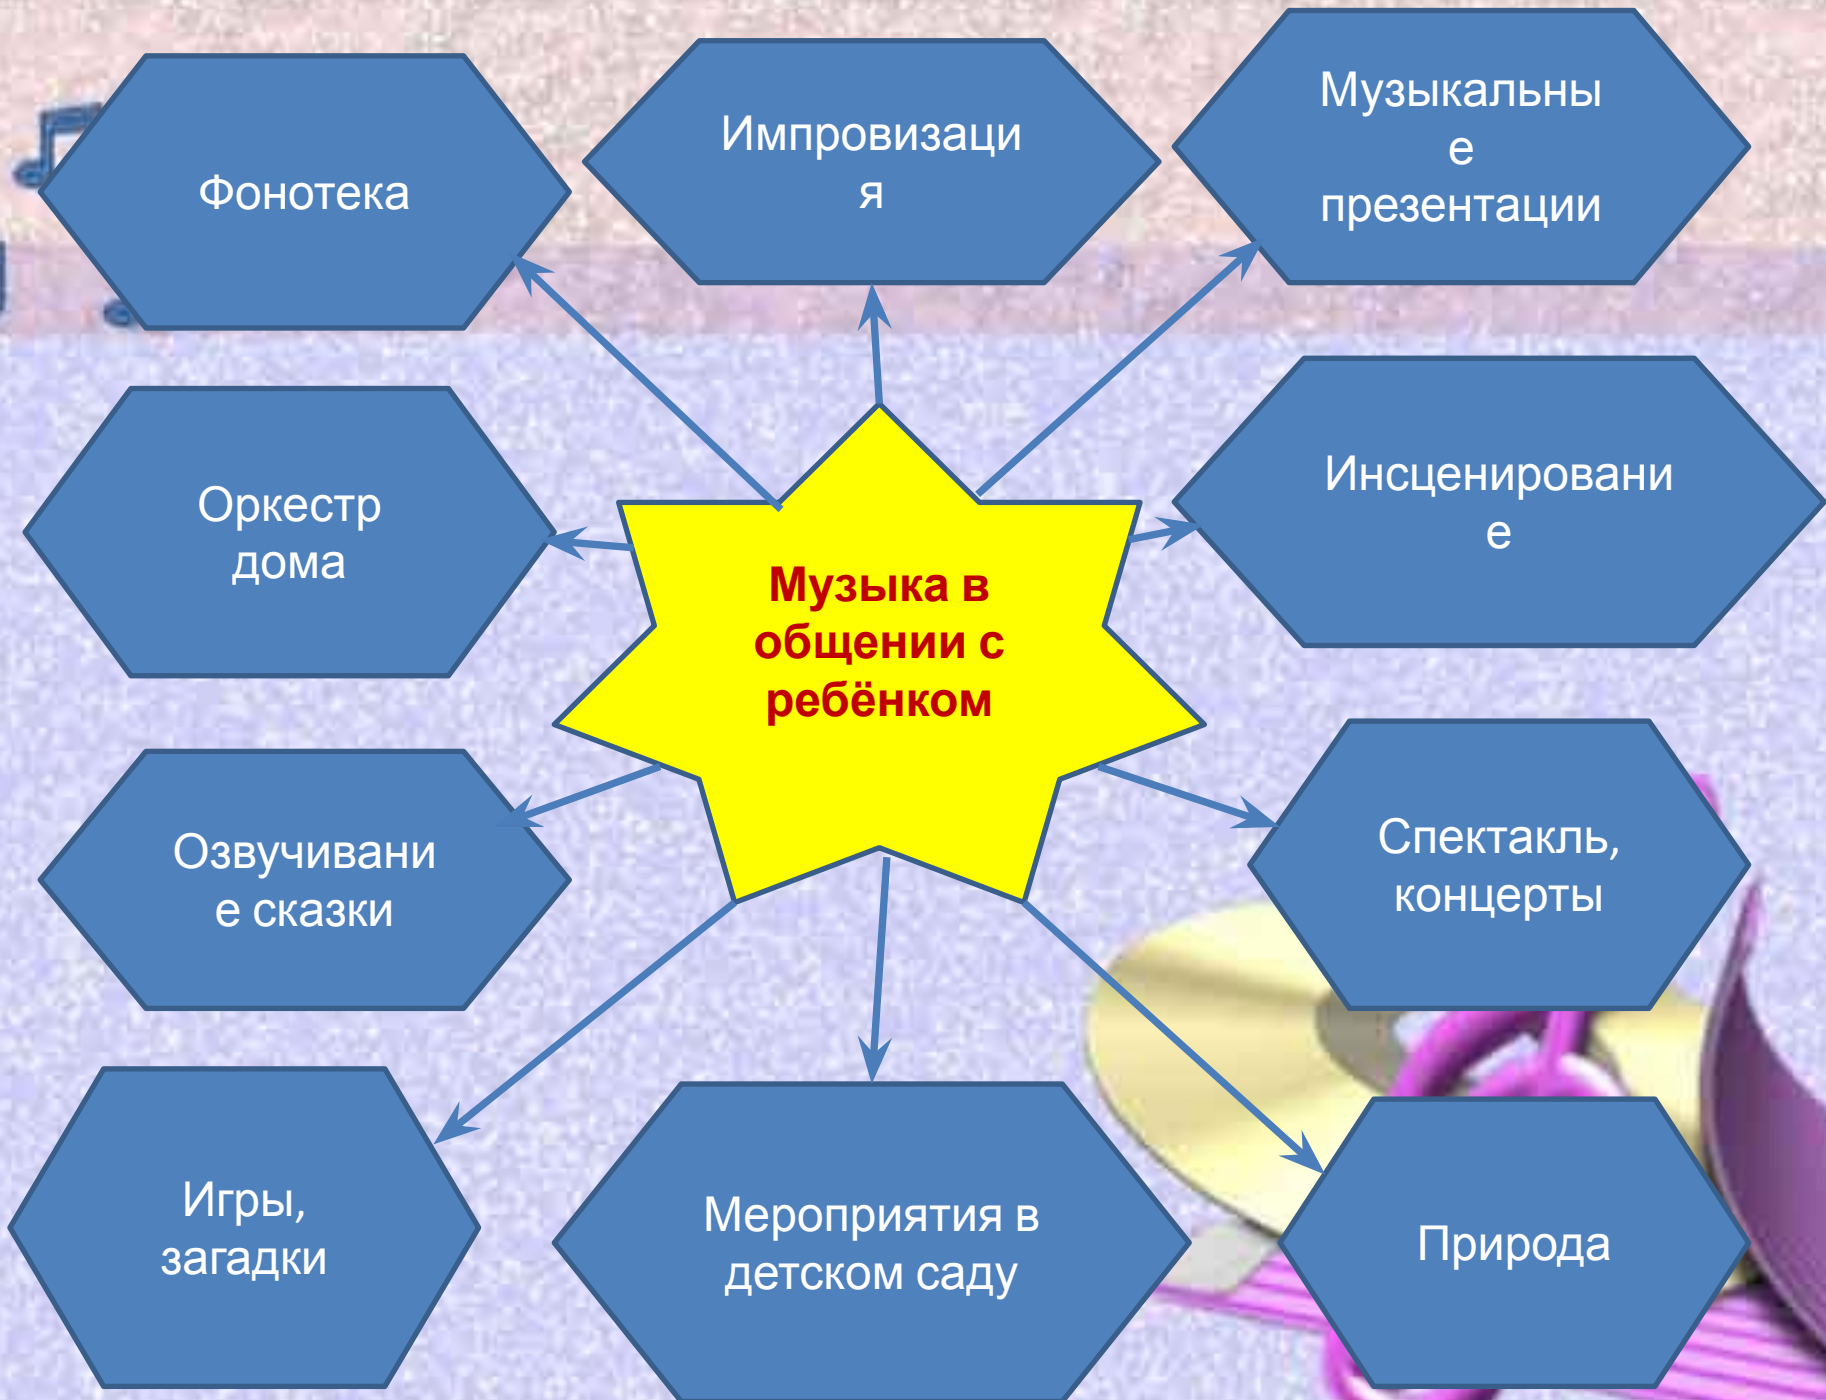 Фонотека
Импровизаци
я
Музыкальны
е
презентации
Оркестр
дома
Музыка в
общении с
ребёнком
Инсценировани
е
Озвучивани
е сказки
Спектакль,
концерты
Игры,
загадки
Мероприятия в
детском саду
Природа